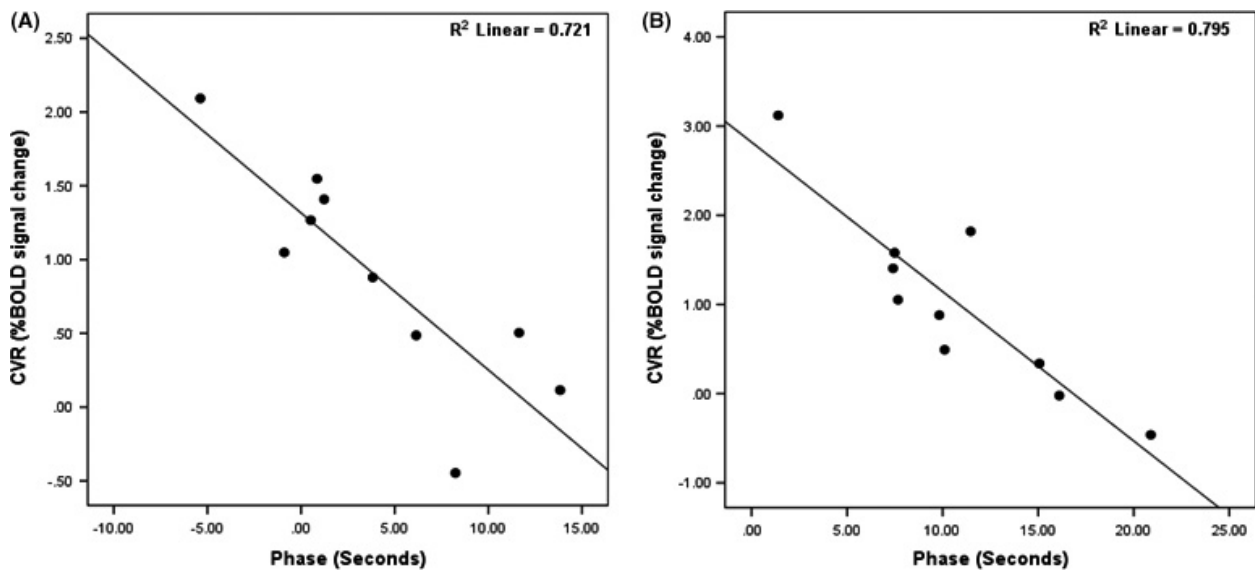 (A)
R² Linear = 0.721
CVR (%BOLD signal change)
2.50
2.00
1.50
1.00
.50
.00
-.50
-10.00 -5.00 .00 5.00 10.00 15.00
Phase (Seconds)
(B)
R² Linear = 0.795
CVR (%BOLD signal change)
4.00
3.00
2.00
1.00
.00
-1.00
.00 5.00 10.00 15.00 20.00 25.00
Phase (Seconds)